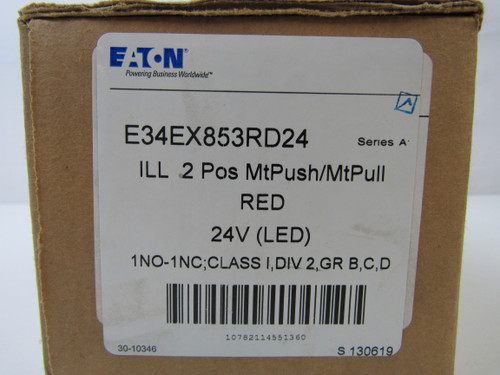 EATON
Powering Business Worldwide™
E34EX853RD24 Series A
ILL .2 Pos MtPush/MtPull
RED
24V (LED)
1NO-1NC;CLASS I,DIV 2,GR B,C,D
10782114551360
30-10346 S 130619